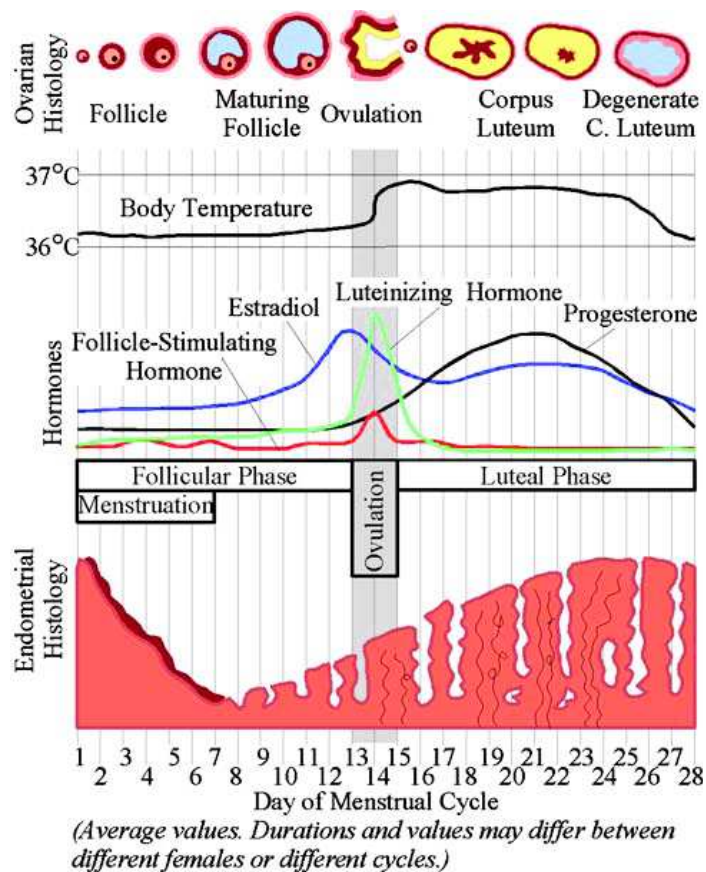 Ovarian
Histology
Follicle
Maturing
Follicle
Ovulation
Corpus
Luteum
Degenerate
C. Luteum
37°C
Body Temperature
36°C
Hormones
Estradiol
Luteinizing Hormone
Progesterone
Follicle-Stimulating
Hormone
Follicular Phase
Luteal Phase
Menstruation
Ovulation
Endometrial
Histology
1 3 5 7 9 11 13 15 17 19 21 23 25 27
2 4 6 8 10 12 14 16 18 20 22 24 26 28
Day of Menstrual Cycle
(Average values. Durations and values may differ between
different females or different cycles.)